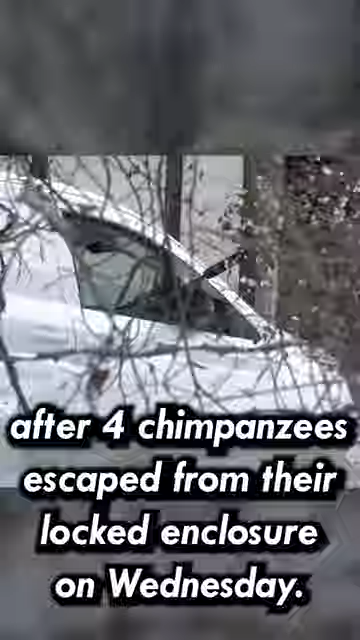 after 4 chimpanzees
escaped from their
locked enclosure
on Wednesday.